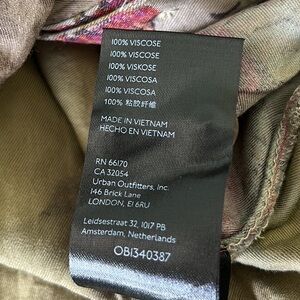 100% VISCOSE
100% VISCOSE
100% VISKOSE
100% VISCOSA
100% VISCOSA
100% 粘胶纤维
MADE IN VIETNAM
HECHO EN VIETNAM
RN 66170
CA 32054
Urban Outfitters, Inc.
146 Brick Lane
LONDON, E1 6RU
Leidsestraat 32, 1017 PB
Amsterdam, Netherlands
OB1340387